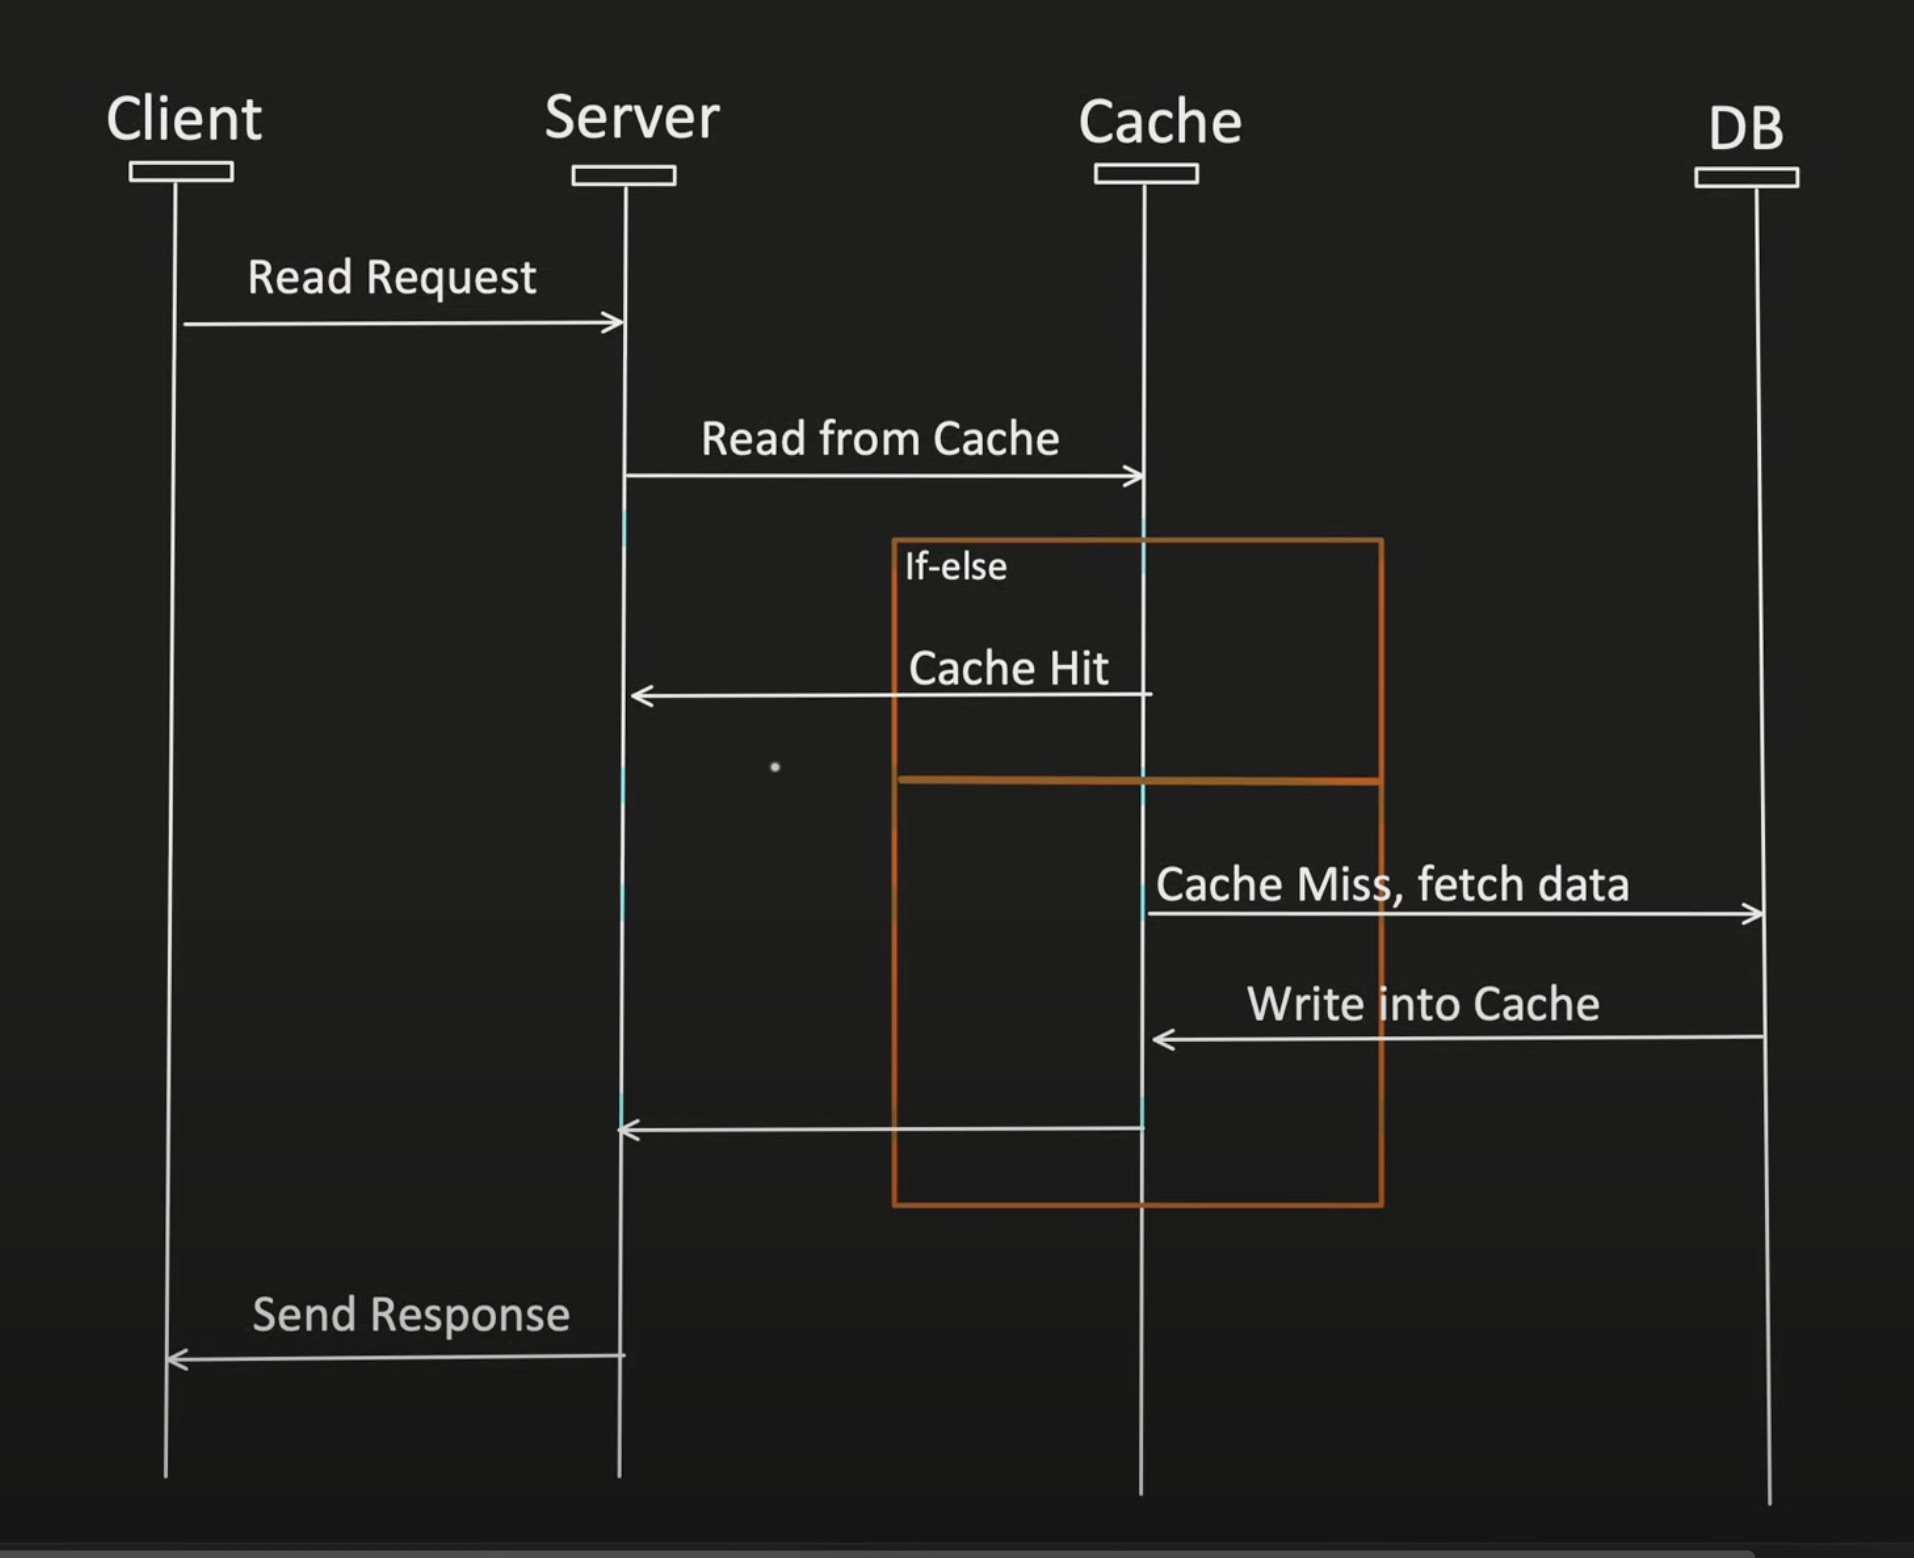 Client
Server
Cache
DB
Read Request
Read from Cache
If-else
Cache Hit
Cache Miss, fetch data
Write into Cache
Send Response